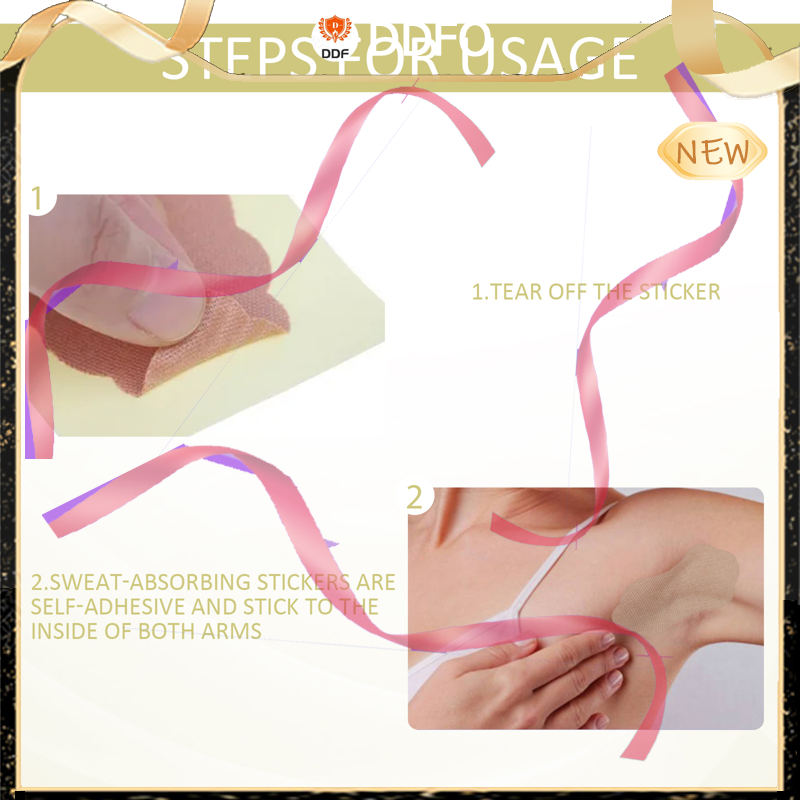 DDFO
DDF
STEPS FOR USAGE
NEW
1
1.TEAR OFF THE STICKER
2
2.SWEAT-ABSORBING STICKERS ARE
SELF-ADHESIVE AND STICK TO THE
INSIDE OF BOTH ARMS